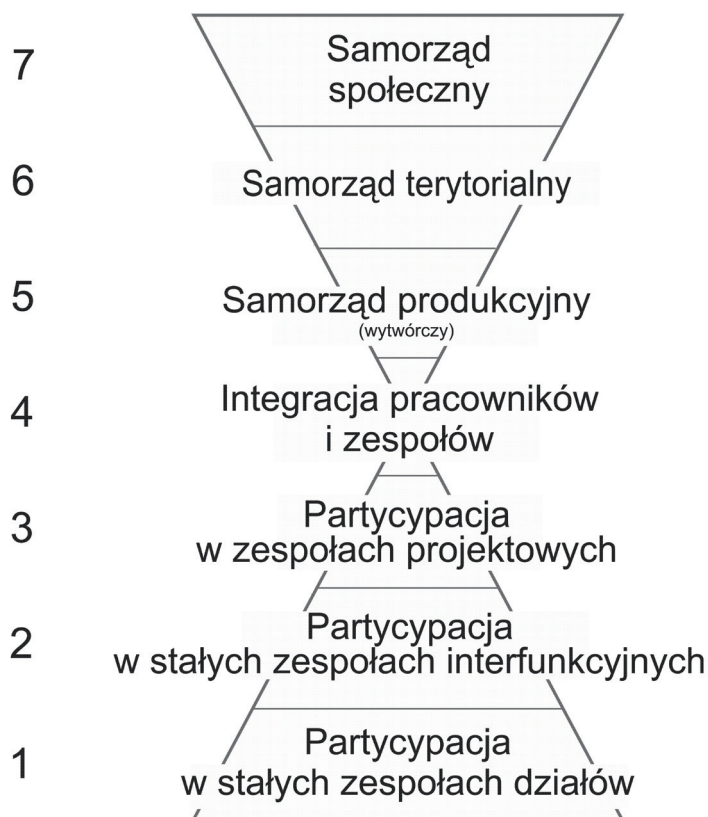 7
Samorząd
społeczny
6
Samorząd terytorialny
5
Samorząd produkcyjny
(wytwórczy)
4
Integracja pracowników
i zespołów
3
Partycypacja
w zespołach projektowych
2
Partycypacja
w stałych zespołach interfunkcyjnych
1
Partycypacja
w stałych zespołach działów